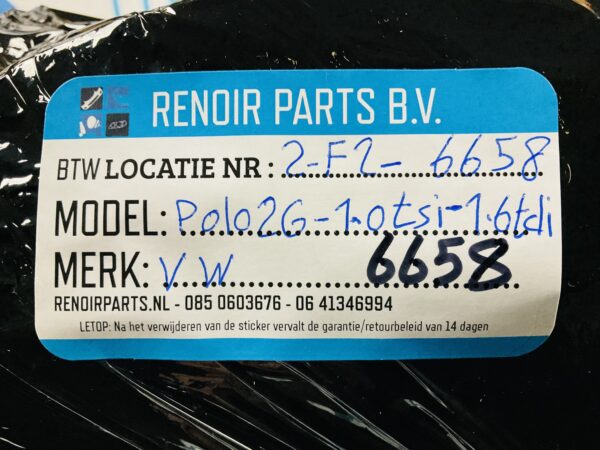 RENOIR PARTS B.V.
BTW LOCATIE NR : 2-F2- 6658
MODEL: Polo2G-1.0tsi-1.6tdi
MERK: VW 6658
RENOIRPARTS.NL - 085 0603676 - 06 41346994
LETOP: Na het verwijderen van de sticker vervalt de garantie/retourbeleid van 14 dagen